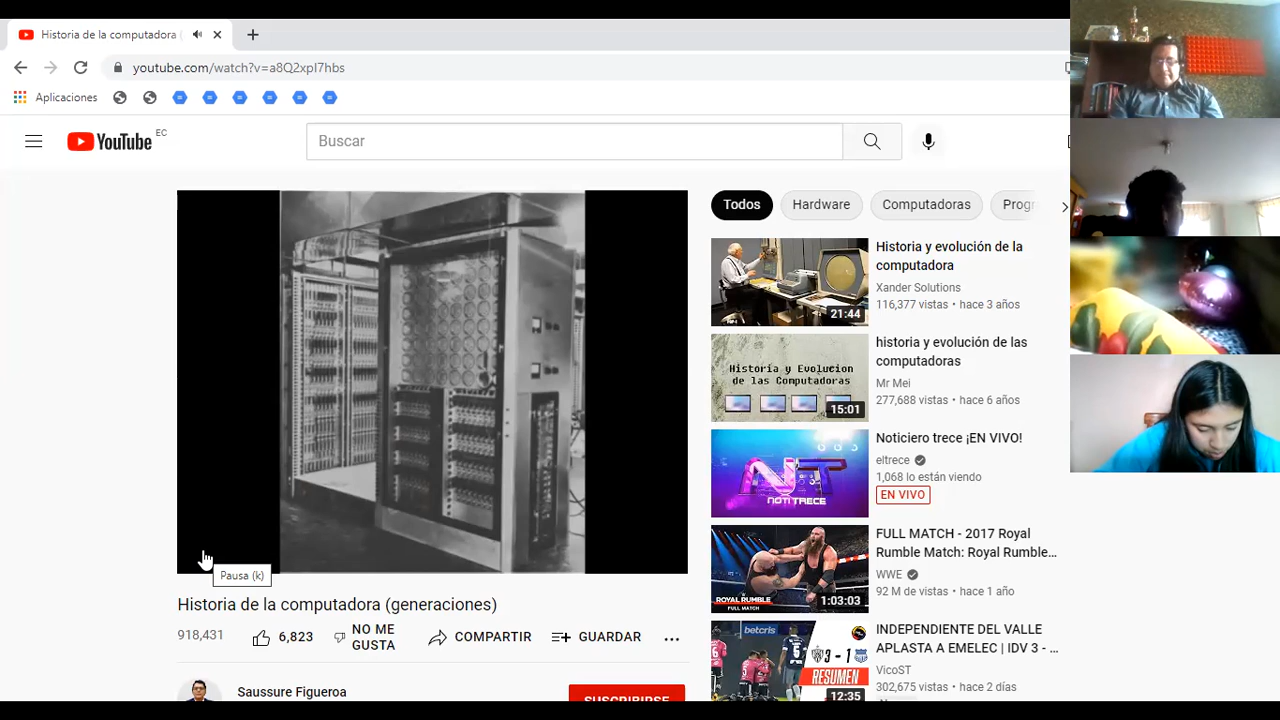 Historia de la computadora (
youtube.com/watch?v=a8Q2xpI7hbs
Aplicaciones
YouTube EC
Buscar
Todos
Hardware
Computadoras
Progr
Pausa (k)
Historia de la computadora (generaciones)
918,431
6,823
NO ME
GUSTA
COMPARTIR
GUARDAR
Saussure Figueroa
SUSCRIBIRSE
21:44
Historia y evolución de la
computadora
Xander Solutions
116,377 vistas • hace 3 años
Historia y Evolucion
de las Computadoras
15:01
historia y evolución de las
computadoras
Mr Mei
277,688 vistas • hace 6 años
NOTITRECE
Noticiero trece ¡EN VIVO!
eltrece
1,068 lo están viendo
EN VIVO
ROYAL RUMBLE
FULL MATCH
1:03:03
FULL MATCH - 2017 Royal
Rumble Match: Royal Rumble...
WWE
92 M de vistas • hace 1 año
betcris
3 - 1
RESUMEN
12:35
INDEPENDIENTE DEL VALLE
APLASTA A EMELEC | IDV 3 - ...
VicoST
302,675 vistas • hace 2 días